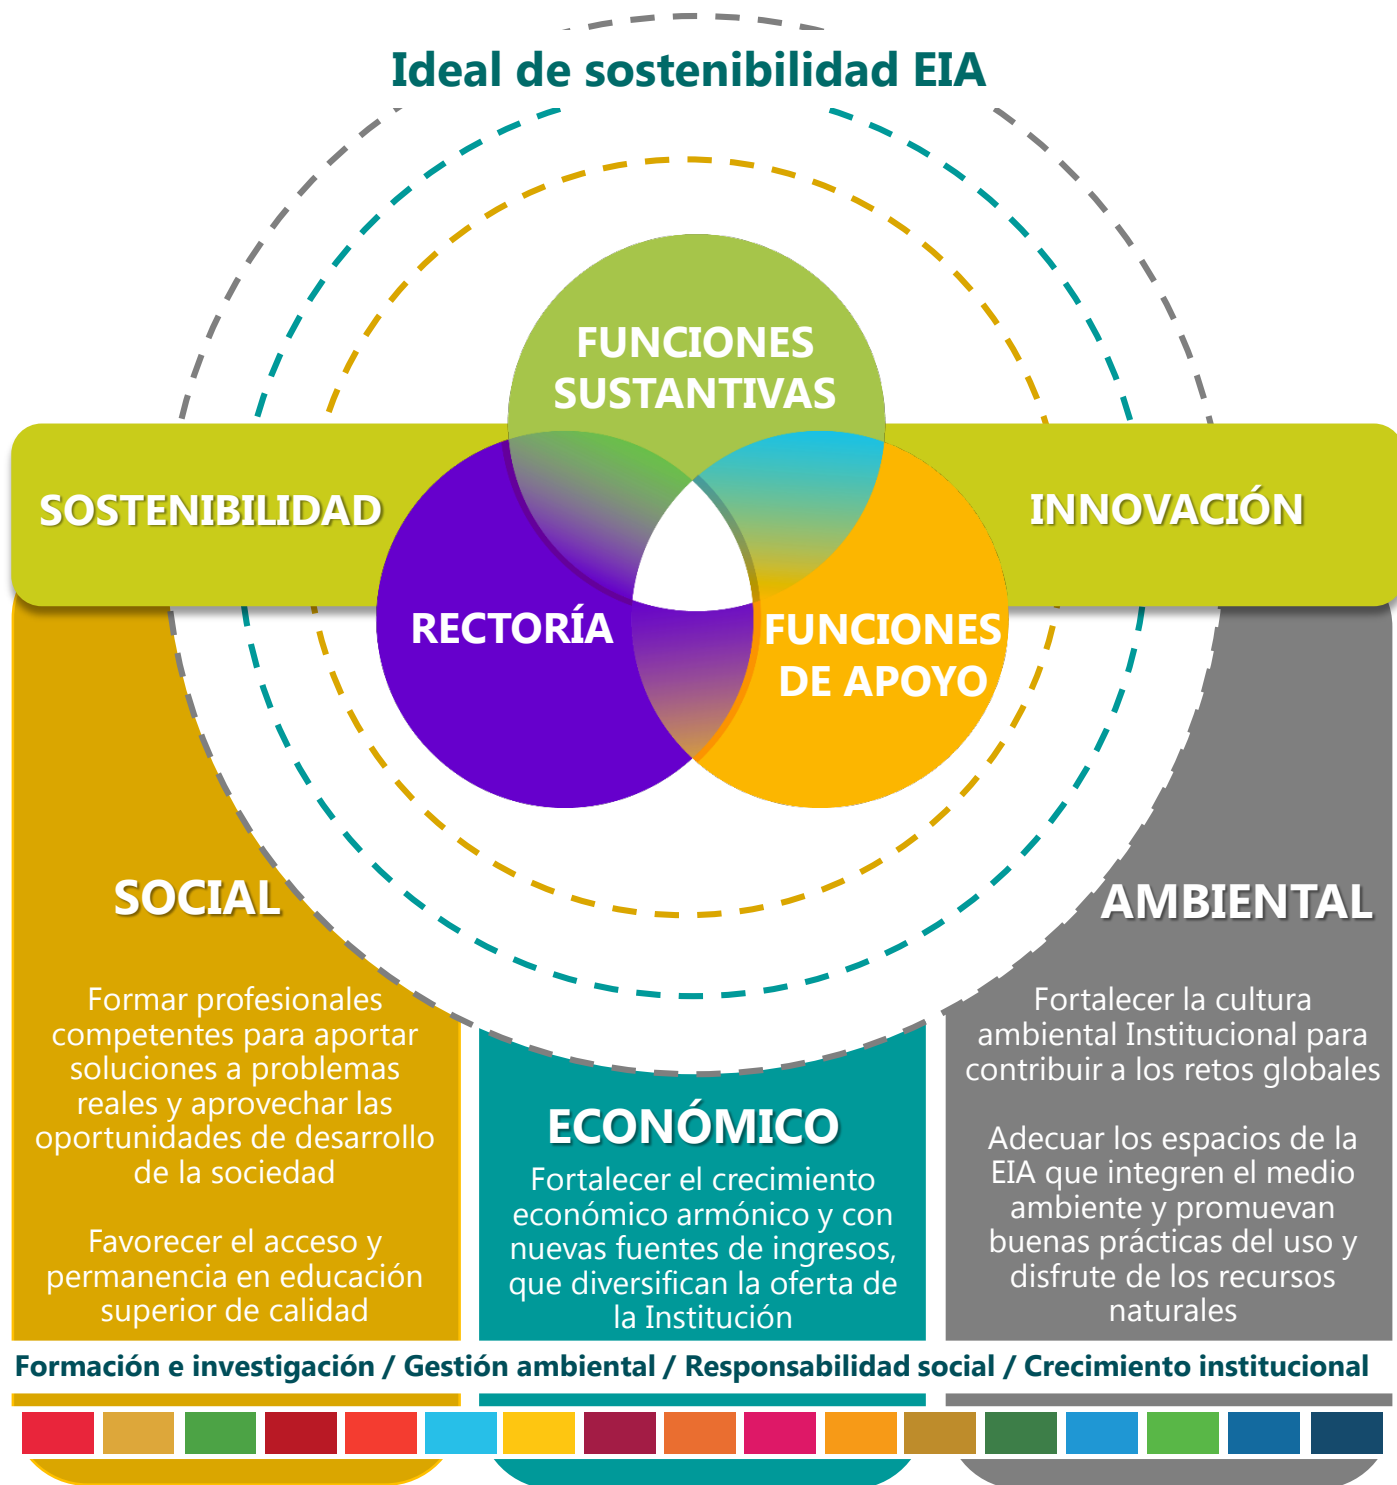 Ideal de sostenibilidad EIA
FUNCIONES
SUSTANTIVAS
SOSTENIBILIDAD
INNOVACIÓN
RECTORÍA
FUNCIONES
DE APOYO
SOCIAL
Formar profesionales
competentes para aportar
soluciones a problemas
reales y aprovechar las
oportunidades de desarrollo
de la sociedad
Favorecer el acceso y
permanencia en educación
superior de calidad
ECONÓMICO
Fortalecer el crecimiento
económico armónico y con
nuevas fuentes de ingresos,
que diversifican la oferta de
la Institución
AMBIENTAL
Fortalecer la cultura
ambiental Institucional para
contribuir a los retos globales
Adecuar los espacios de la
EIA que integren el medio
ambiente y promuevan
buenas prácticas del uso y
disfrute de los recursos
naturales
Formación e investigación / Gestión ambiental / Responsabilidad social / Crecimiento institucional